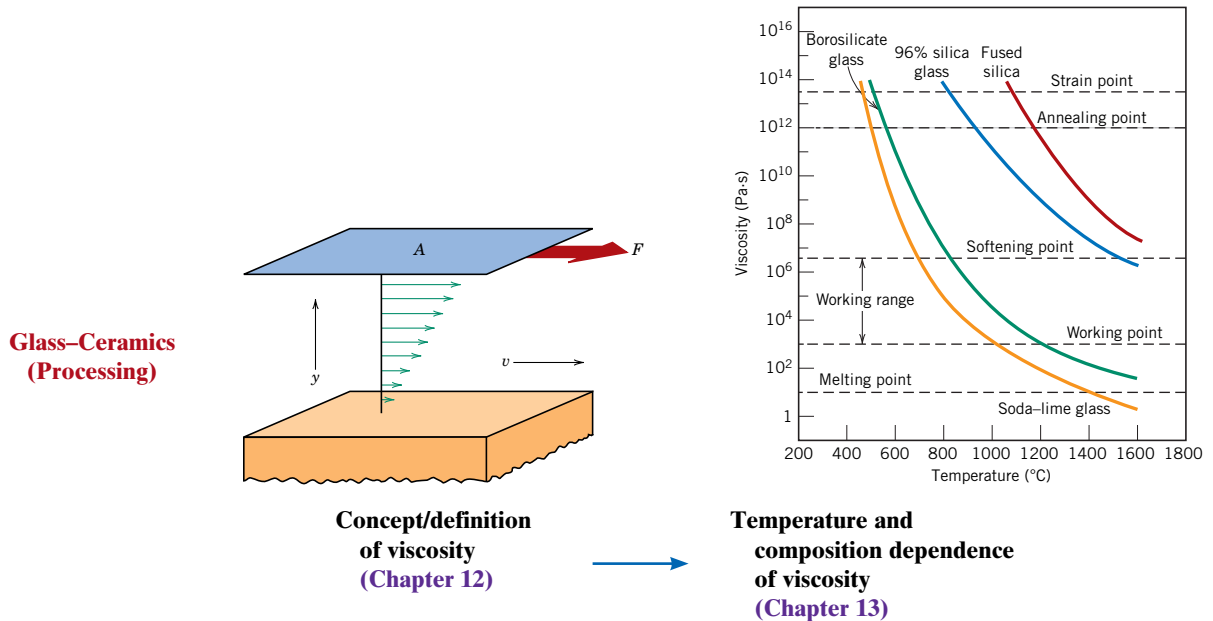 Glass–Ceramics
(Processing)
A
F
y
v
Concept/definition
of viscosity
(Chapter 12)
Viscosity (Pa·s)
10^16
10^14
10^12
10^10
10^8
10^6
10^4
10^2
1
Borosilicate
glass
96% silica
glass
Fused
silica
Strain point
Annealing point
Softening point
Working range
Working point
Melting point
Soda–lime glass
200 400 600 800 1000 1200 1400 1600 1800
Temperature (°C)
Temperature and
composition dependence
of viscosity
(Chapter 13)